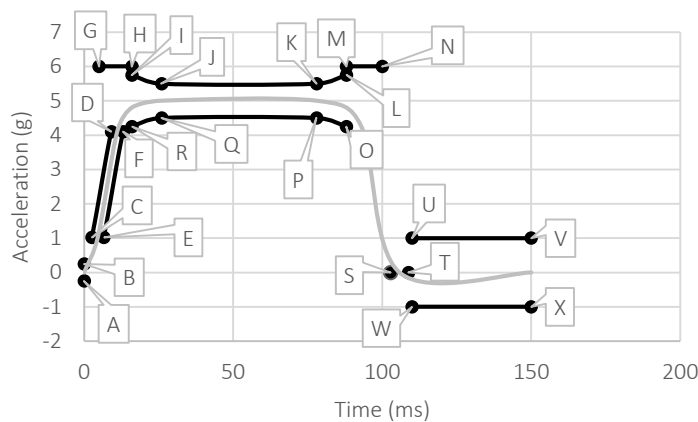 7
G
H
I
J
K
M
N
6
L
5
D
F
R
Q
P
O
4
3
2
C
E
U
V
1
B
S
T
0
A
W
X
-1
-2
0
50
100
150
200
Time (ms)
Acceleration (g)